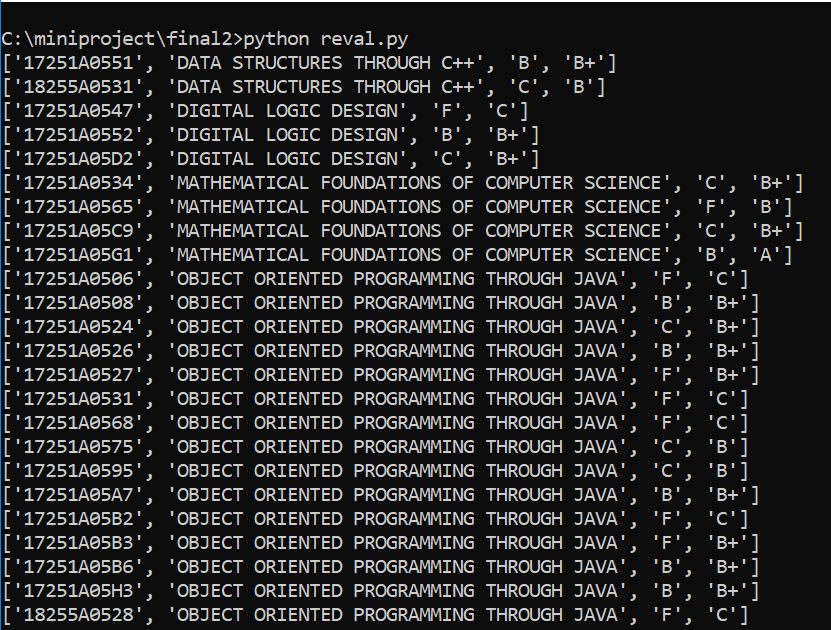 C:\miniproject\final2>python reval.py
['17251A0551', 'DATA STRUCTURES THROUGH C++', 'B', 'B+']
['18255A0531', 'DATA STRUCTURES THROUGH C++', 'C', 'B']
['17251A0547', 'DIGITAL LOGIC DESIGN', 'F', 'C']
['17251A0552', 'DIGITAL LOGIC DESIGN', 'B', 'B+']
['17251A05D2', 'DIGITAL LOGIC DESIGN', 'C', 'B+']
['17251A0534', 'MATHEMATICAL FOUNDATIONS OF COMPUTER SCIENCE', 'C', 'B+']
['17251A0565', 'MATHEMATICAL FOUNDATIONS OF COMPUTER SCIENCE', 'F', 'B']
['17251A05C9', 'MATHEMATICAL FOUNDATIONS OF COMPUTER SCIENCE', 'C', 'B+']
['17251A05G1', 'MATHEMATICAL FOUNDATIONS OF COMPUTER SCIENCE', 'B', 'A']
['17251A0506', 'OBJECT ORIENTED PROGRAMMING THROUGH JAVA', 'F', 'C']
['17251A0508', 'OBJECT ORIENTED PROGRAMMING THROUGH JAVA', 'B', 'B+']
['17251A0524', 'OBJECT ORIENTED PROGRAMMING THROUGH JAVA', 'C', 'B+']
['17251A0526', 'OBJECT ORIENTED PROGRAMMING THROUGH JAVA', 'B', 'B+']
['17251A0527', 'OBJECT ORIENTED PROGRAMMING THROUGH JAVA', 'F', 'B+']
['17251A0531', 'OBJECT ORIENTED PROGRAMMING THROUGH JAVA', 'F', 'C']
['17251A0568', 'OBJECT ORIENTED PROGRAMMING THROUGH JAVA', 'F', 'C']
['17251A0575', 'OBJECT ORIENTED PROGRAMMING THROUGH JAVA', 'C', 'B']
['17251A0595', 'OBJECT ORIENTED PROGRAMMING THROUGH JAVA', 'C', 'B']
['17251A05A7', 'OBJECT ORIENTED PROGRAMMING THROUGH JAVA', 'B', 'B+']
['17251A05B2', 'OBJECT ORIENTED PROGRAMMING THROUGH JAVA', 'F', 'C']
['17251A05B3', 'OBJECT ORIENTED PROGRAMMING THROUGH JAVA', 'F', 'B+']
['17251A05B6', 'OBJECT ORIENTED PROGRAMMING THROUGH JAVA', 'B', 'B+']
['17251A05H3', 'OBJECT ORIENTED PROGRAMMING THROUGH JAVA', 'B', 'B+']
['18255A0528', 'OBJECT ORIENTED PROGRAMMING THROUGH JAVA', 'F', 'C']